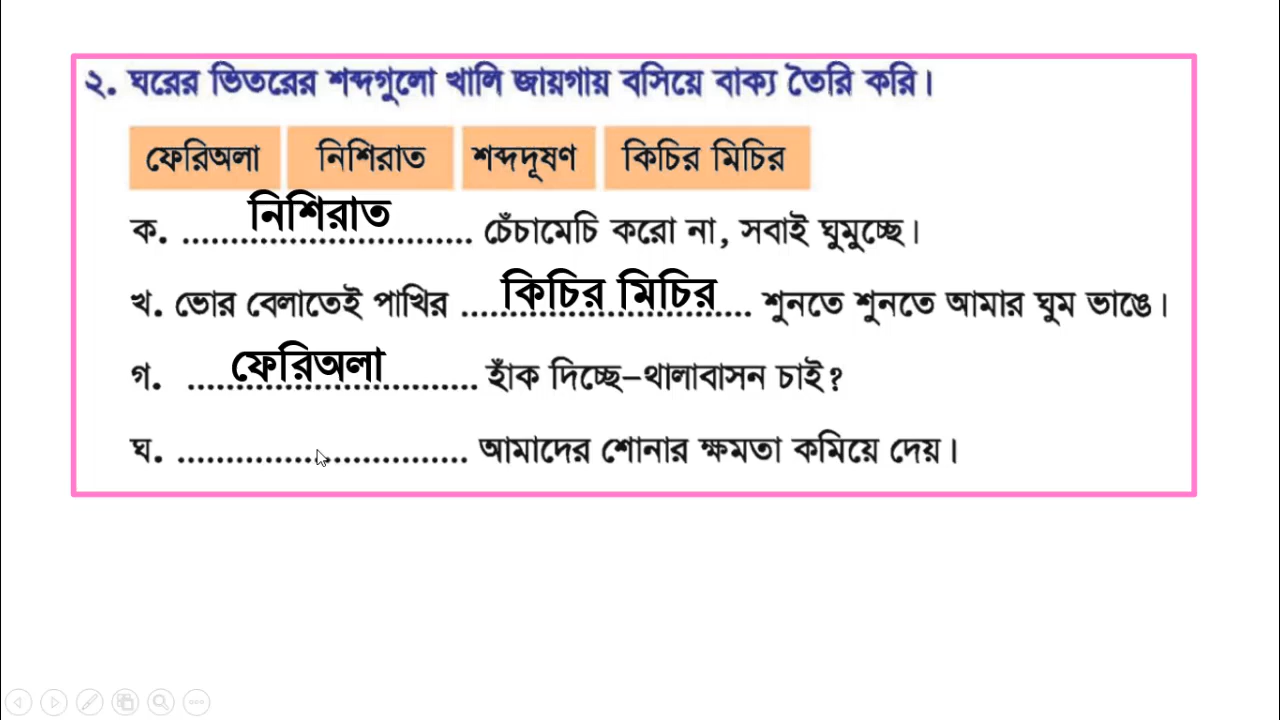 ২. ঘরের ভিতরের শব্দগুলো খালি জায়গায় বসিয়ে বাক্য তৈরি করি।
ফেরিঅলা নিশিরাত শব্দদূষণ কিচির মিচির
ক. নিশিরাত চেঁচামেচি করো না, সবাই ঘুমুচ্ছে।
খ. ভোর বেলাতেই পাখির কিচির মিচির শুনতে শুনতে আমার ঘুম ভাঙে।
গ. ফেরিঅলা হাঁক দিচ্ছে–থালাবাসন চাই?
ঘ. .............................. আমাদের শোনার ক্ষমতা কমিয়ে দেয়।